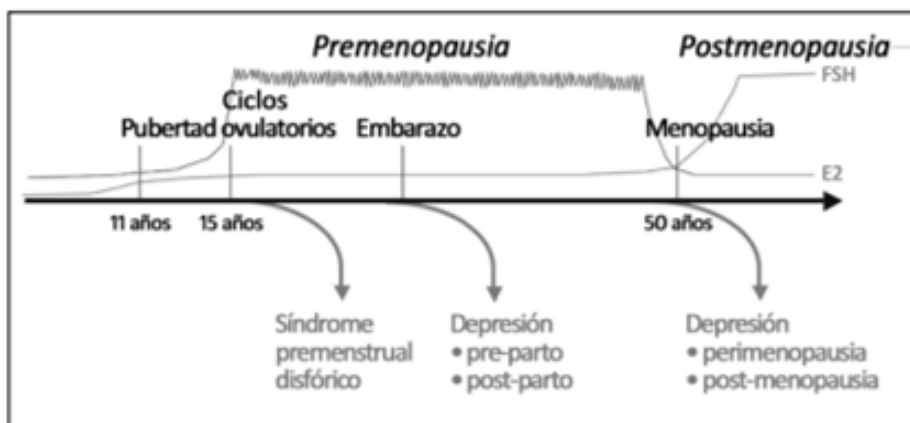 Premenopausia
Postmenopausia
FSH
Ciclos
Pubertad ovulatorios
Embarazo
Menopausia
E2
11 años
15 años
50 años
Síndrome
premenstrual
disfórico
Depresión
• pre-parto
• post-parto
Depresión
• perimenopausia
• post-menopausia